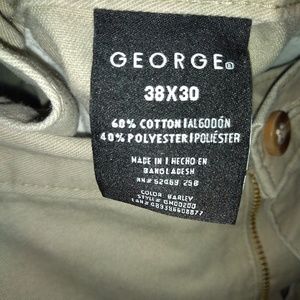 GEORGE®
38X30
60% COTTON|ALGODÓN
40% POLYESTER|POLIÉSTER
MADE IN | HECHO EN
BANGLADESH
COLOR: BARLEY